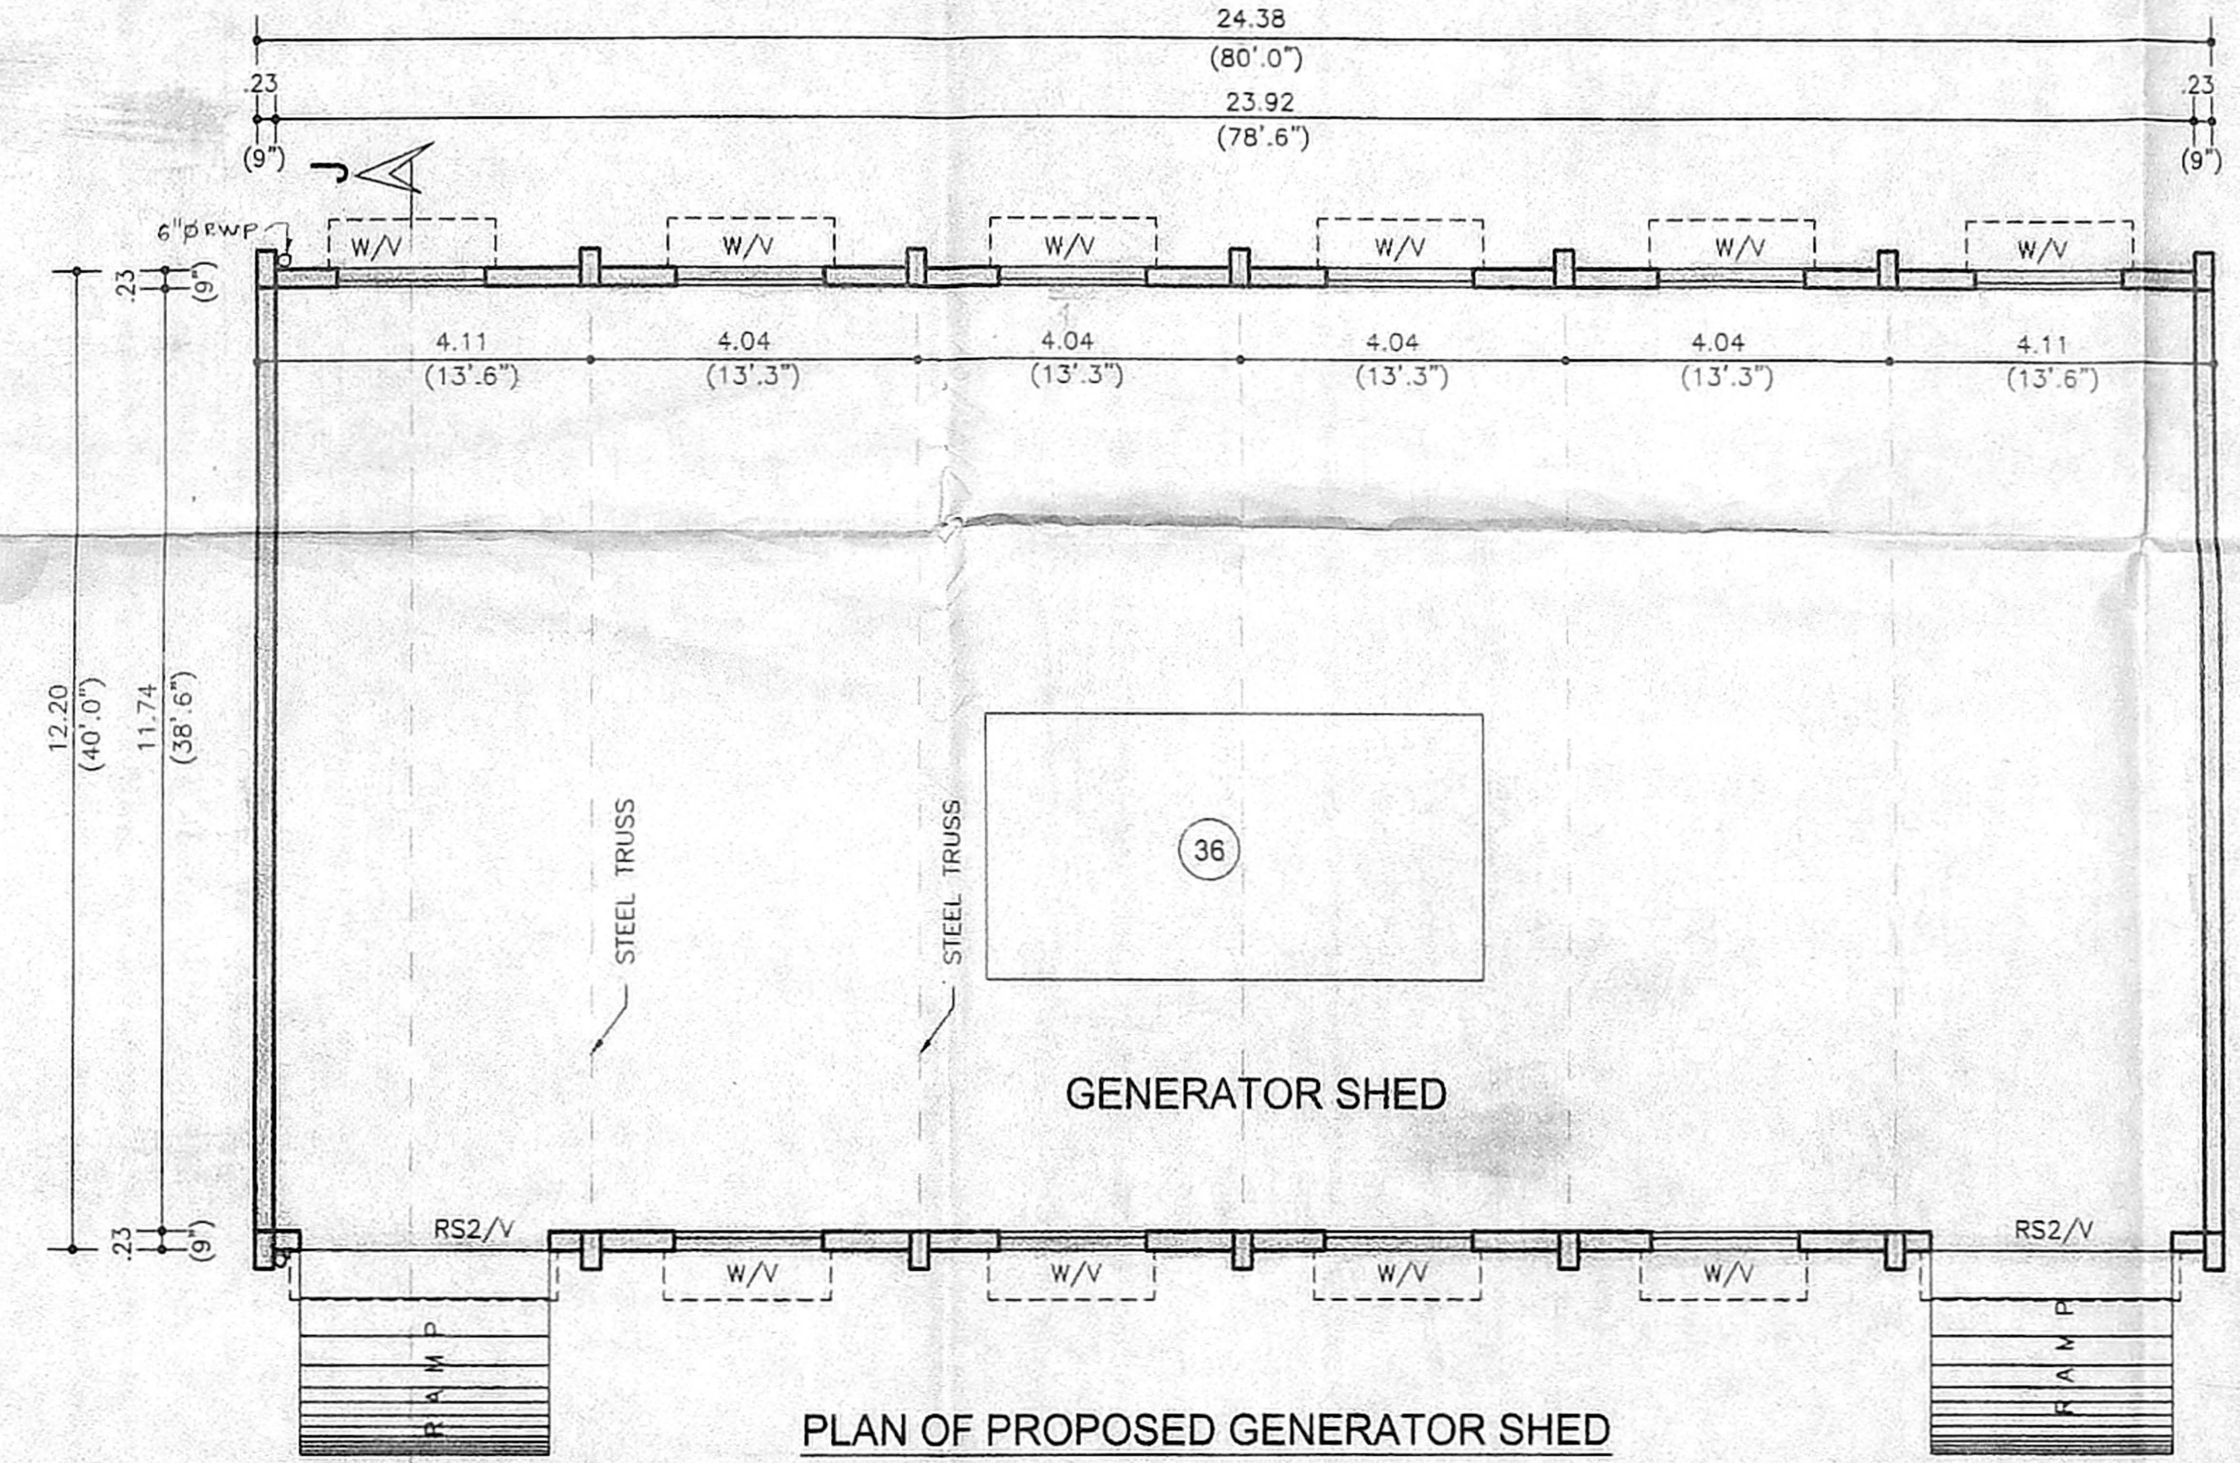 24.38
(80'.0")
.23
23.92
.23
(9")
(78'.6")
(9")
J
6"ØRWP
W/V
W/V
W/V
W/V
W/V
W/V
.23
(9")
4.11
4.04
4.04
4.04
4.04
4.11
(13'.6")
(13'.3")
(13'.3")
(13'.3")
(13'.3")
(13'.6")
12.20
(40'.0")
11.74
(38'.6")
STEEL TRUSS
STEEL TRUSS
36
GENERATOR SHED
.23
(9")
RS2/V
RS2/V
W/V
W/V
W/V
W/V
RAMP
RAMP
PLAN OF PROPOSED GENERATOR SHED